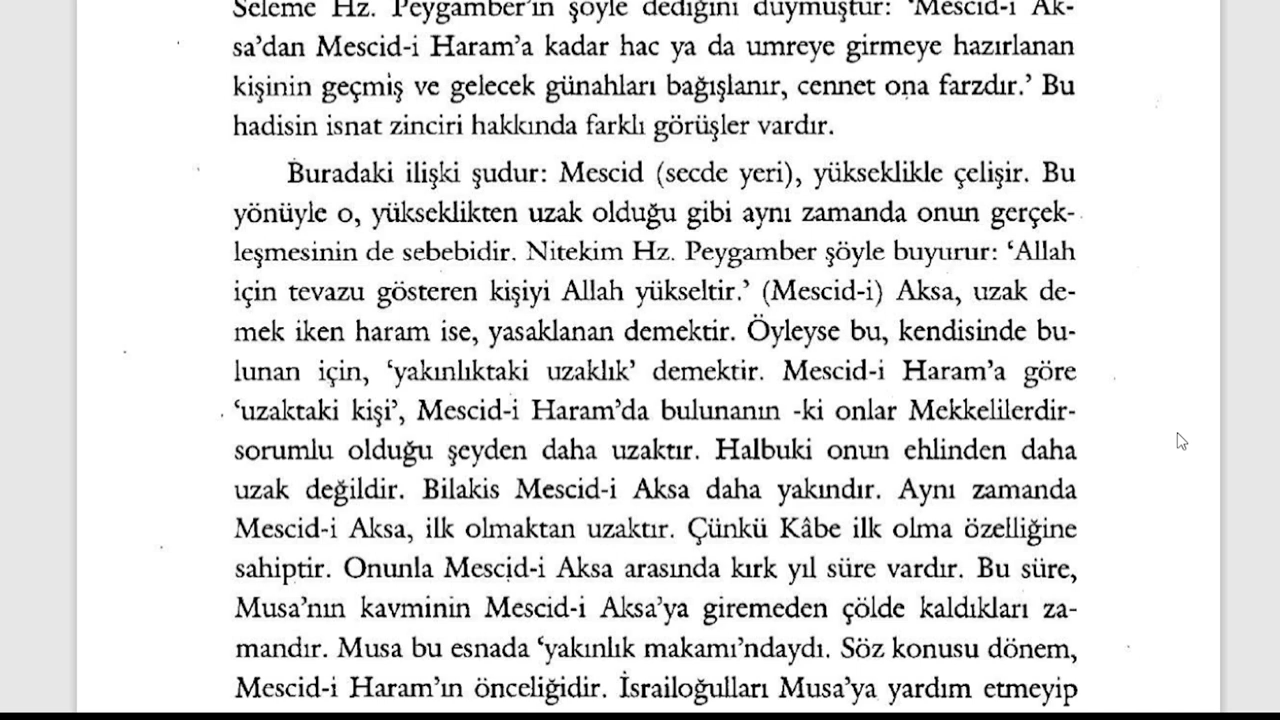 Seleme Hz. Peygamber’in şöyle dediğini duymuştur: ‘Mescid-i Ak-
sa’dan Mescid-i Haram’a kadar hac ya da umreye girmeye hazırlanan
kişinin geçmiş ve gelecek günahları bağışlanır, cennet ona farzdır.’ Bu
hadisin isnat zinciri hakkında farklı görüşler vardır.
Buradaki ilişki şudur: Mescid (secde yeri), yükseklikle çelişir. Bu
yönüyle o, yükseklikten uzak olduğu gibi aynı zamanda onun gerçek-
leşmesinin de sebebidir. Nitekim Hz. Peygamber şöyle buyurur: ‘Allah
için tevazu gösteren kişiyi Allah yükseltir.’ (Mescid-i) Aksa, uzak de-
mek iken haram ise, yasaklanan demektir. Öyleyse bu, kendisinde bu-
lunan için, ‘yakınlıktaki uzaklık’ demektir. Mescid-i Haram’a göre
‘uzaktaki kişi’, Mescid-i Haram’da bulunanın -ki onlar Mekkelilerdir-
sorumlu olduğu şeyden daha uzaktır. Halbuki onun ehlinden daha
uzak değildir. Bilakis Mescid-i Aksa daha yakındır. Aynı zamanda
Mescid-i Aksa, ilk olmaktan uzaktır. Çünkü Kâbe ilk olma özelliğine
sahiptir. Onunla Mescid-i Aksa arasında kırk yıl süre vardır. Bu süre,
Musa’nın kavminin Mescid-i Aksa’ya giremeden çölde kaldıkları za-
mandır. Musa bu esnada ‘yakınlık makamı’ndaydı. Söz konusu dönem,
Mescid-i Haram’ın önceliğidir. İsrailoğulları Musa’ya yardım etmeyip